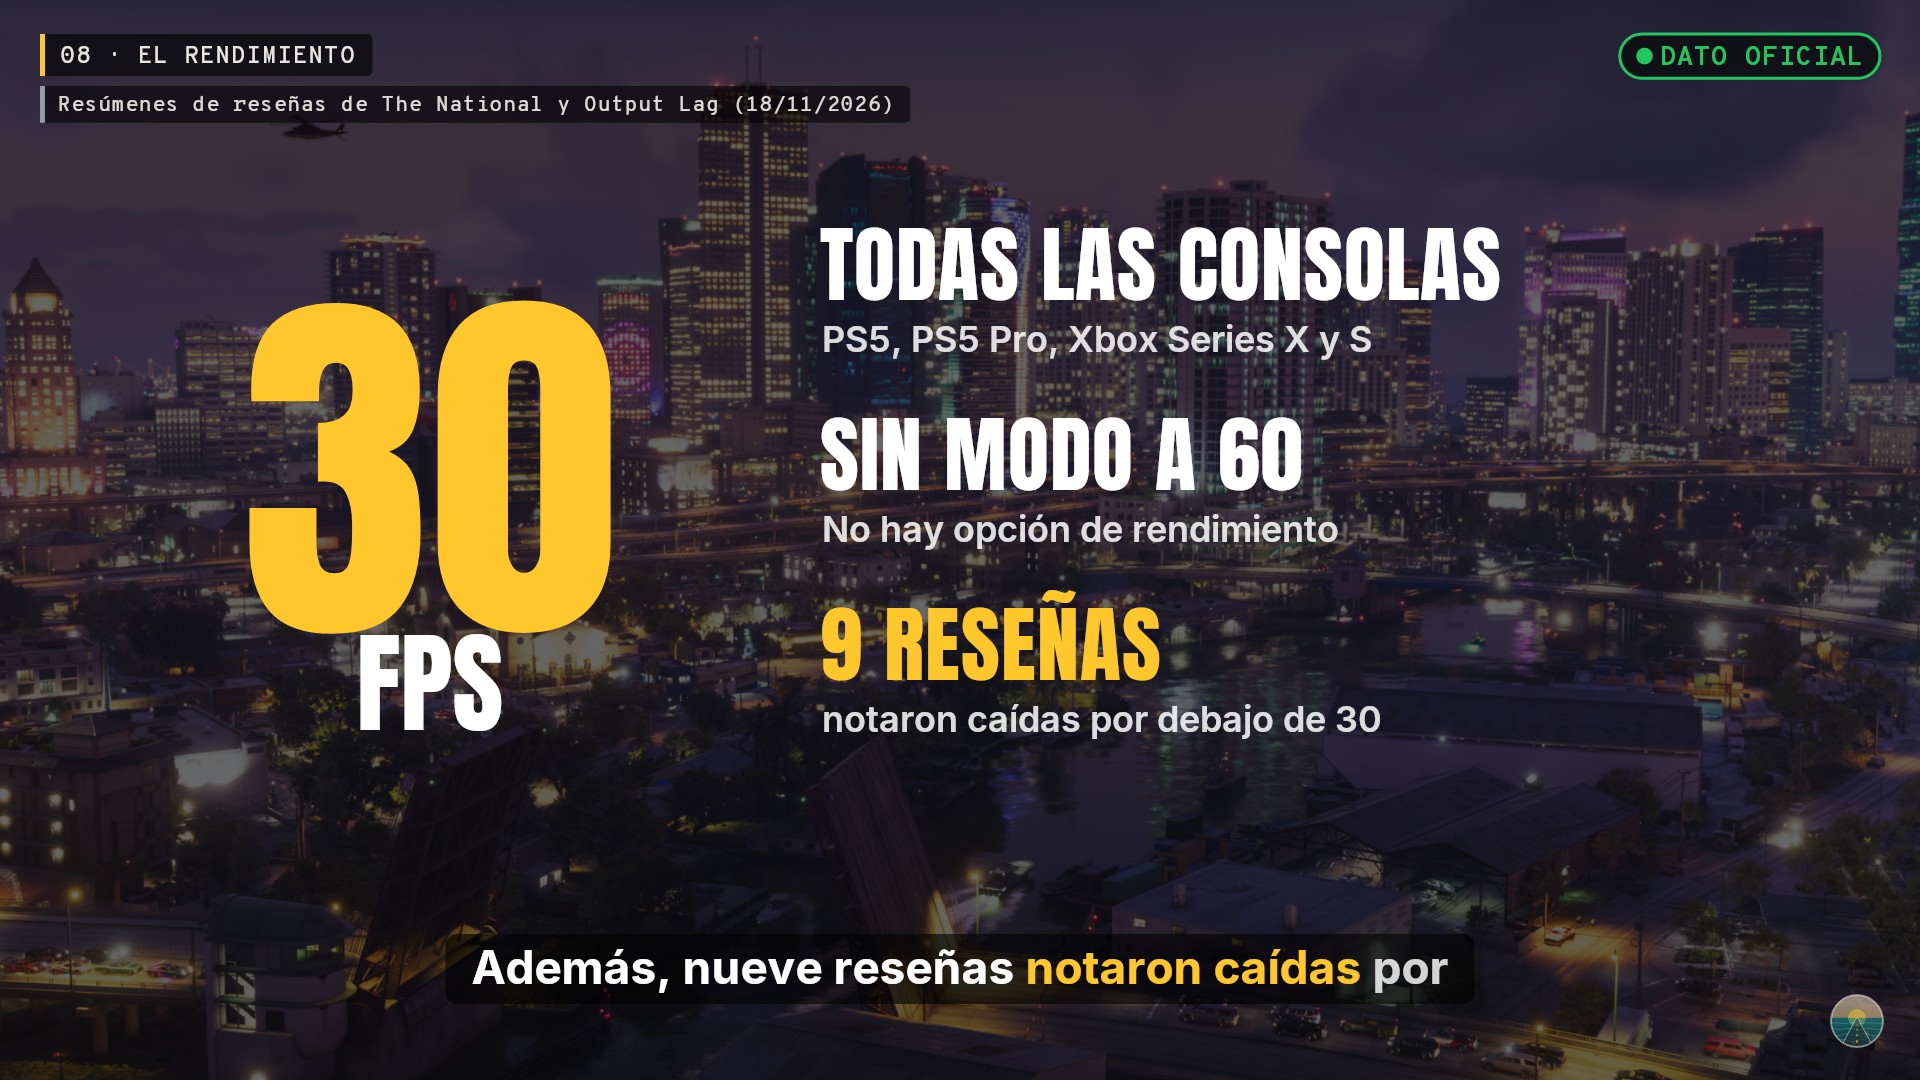 08 · EL RENDIMIENTO
DATO OFICIAL
Resúmenes de reseñas de The National y Output Lag (18/11/2026)
30
FPS
TODAS LAS CONSOLAS
PS5, PS5 Pro, Xbox Series X y S
SIN MODO A 60
No hay opción de rendimiento
9 RESEÑAS
notaron caídas por debajo de 30
Además, nueve reseñas notaron caídas por